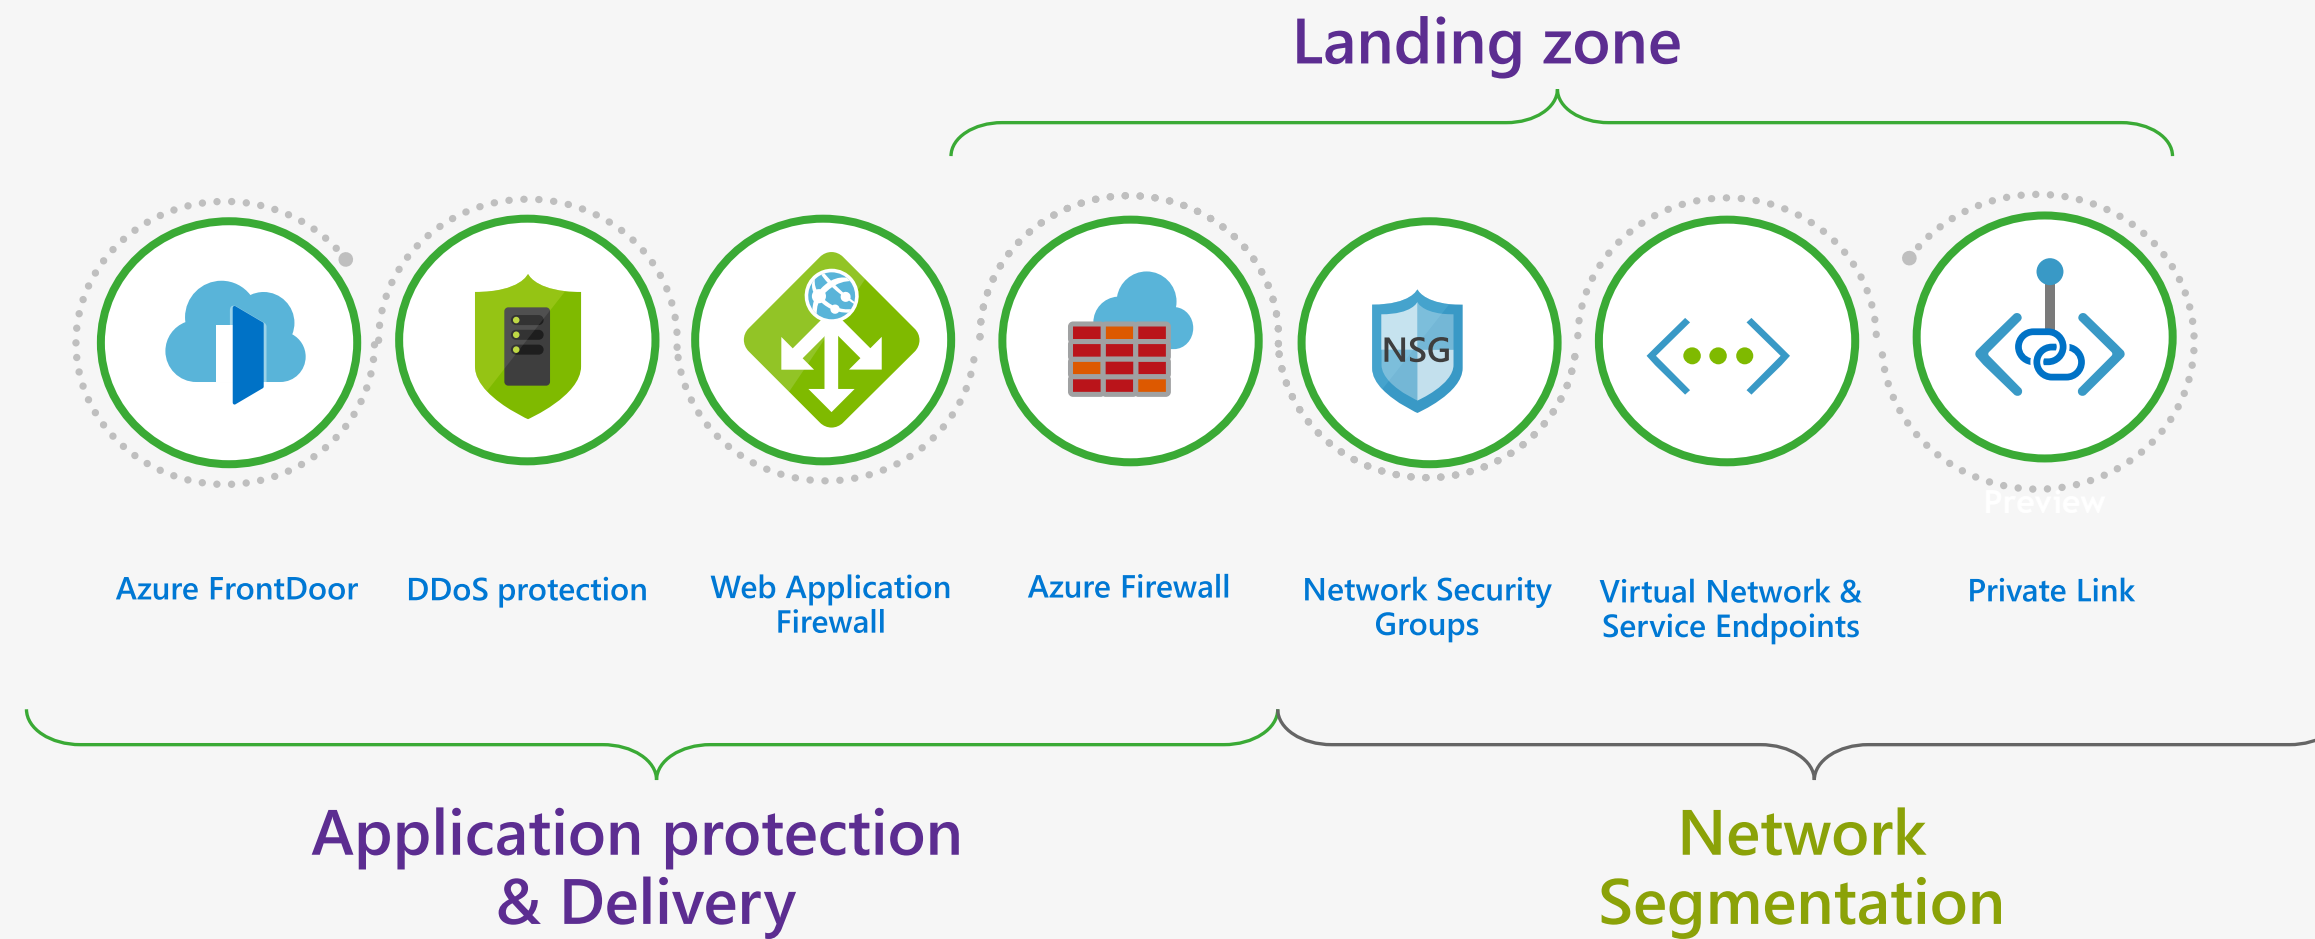 Landing zone
NSG
Preview
Azure FrontDoor
DDoS protection
Web Application
Firewall
Azure Firewall
Network Security
Groups
Virtual Network &
Service Endpoints
Private Link
Application protection
& Delivery
Network
Segmentation